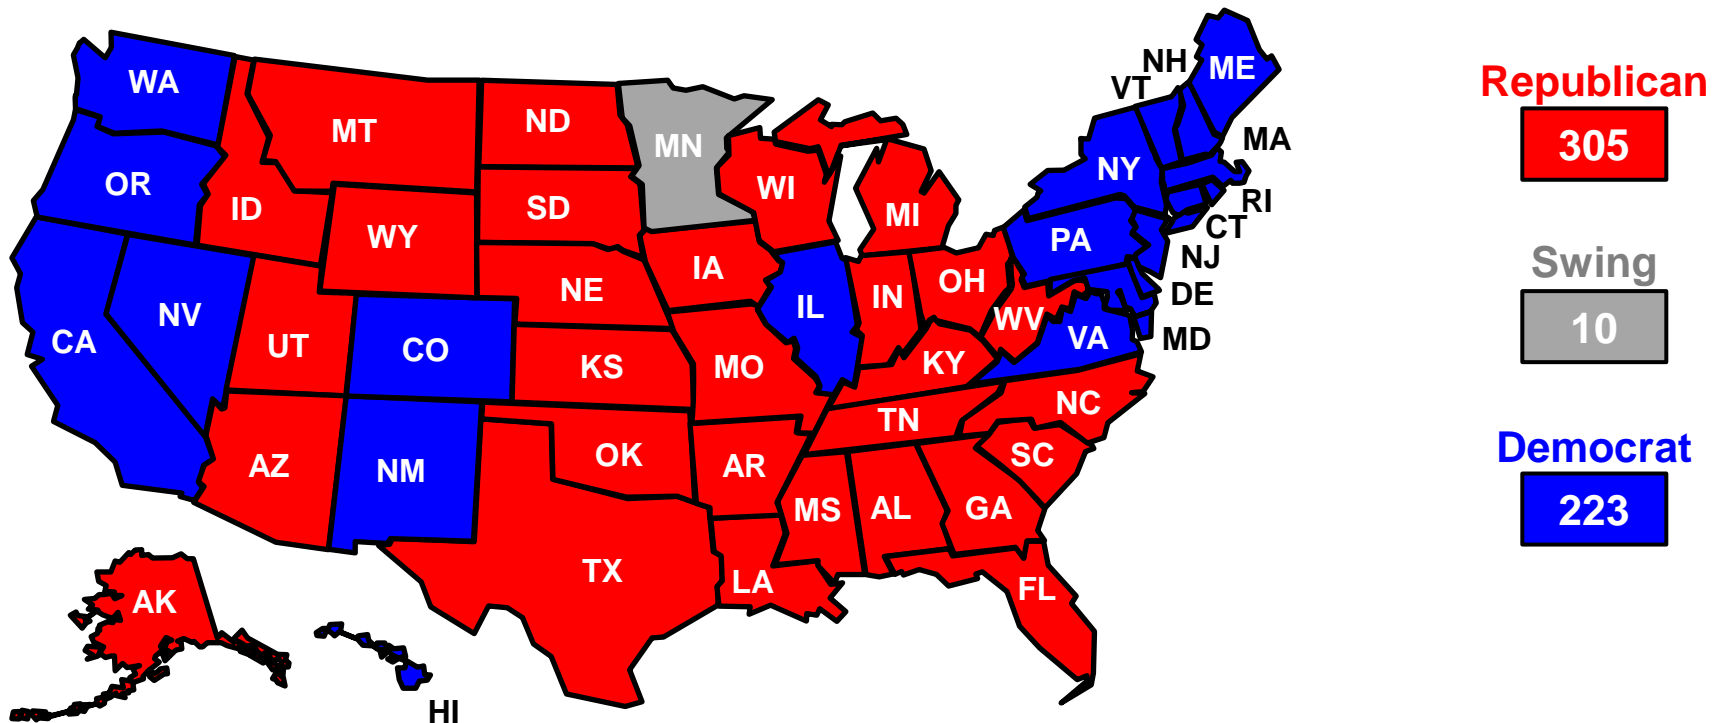 WA
OR
CA
NV
ID
MT
WY
UT
AZ
CO
NM
ND
SD
NE
KS
OK
TX
MN
IA
MO
AR
LA
WI
IL
MI
IN
OH
KY
TN
MS
AL
GA
FL
SC
NC
VA
WV
PA
NY
VT
NH
ME
MA
RI
CT
NJ
DE
MD
AK
HI
Republican
305
Swing
10
Democrat
223